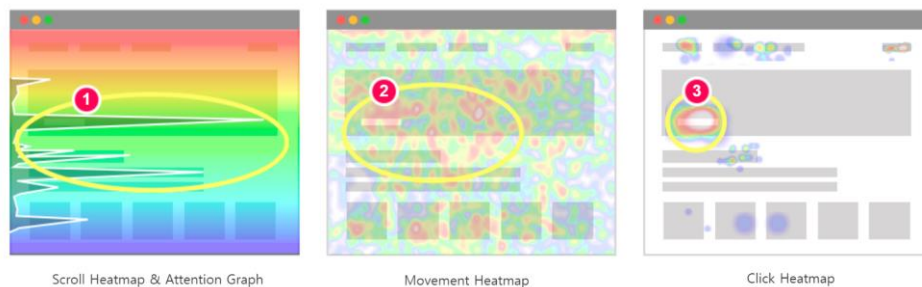 1
2
3
Scroll Heatmap & Attention Graph
Movement Heatmap
Click Heatmap